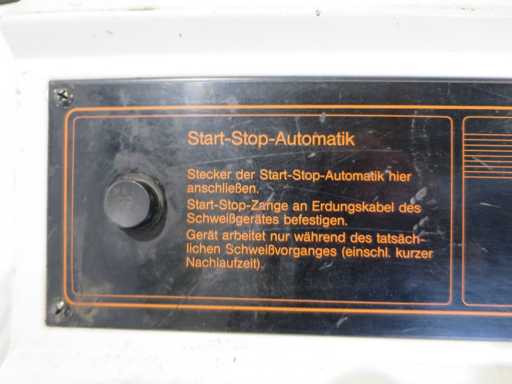 Start-Stop-Automatik
Stecker der Start-Stop-Automatik hier
anschließen.
Start-Stop-Zange an Erdungskabel des
Schweißgerätes befestigen.
Gerät arbeitet nur während des tatsäch-
lichen Schweißvorganges (einschl. kurzer
Nachlaufzeit).